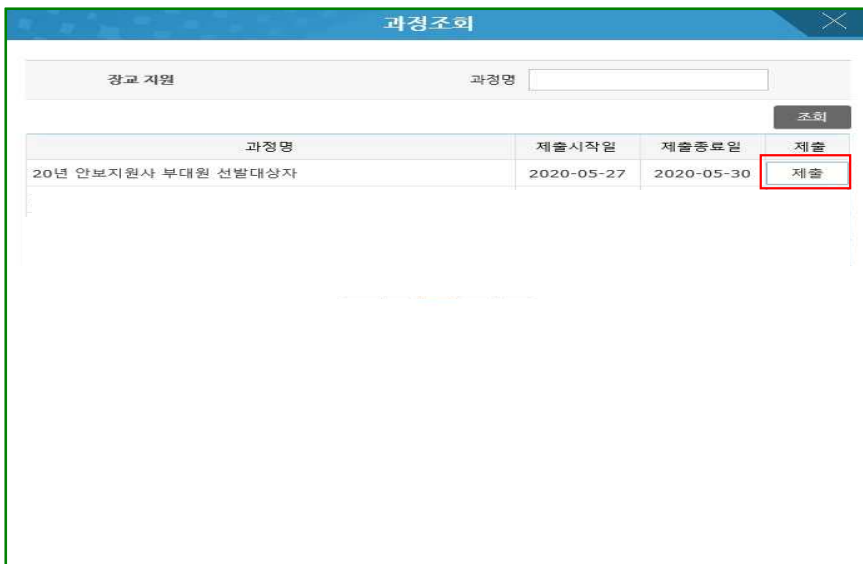 과정조회
장교 지원 과정명
조회
과정명 제출시작일 제출종료일 제출
20년 안보지원사 부대원 선발대상자 2020-05-27 2020-05-30 제출